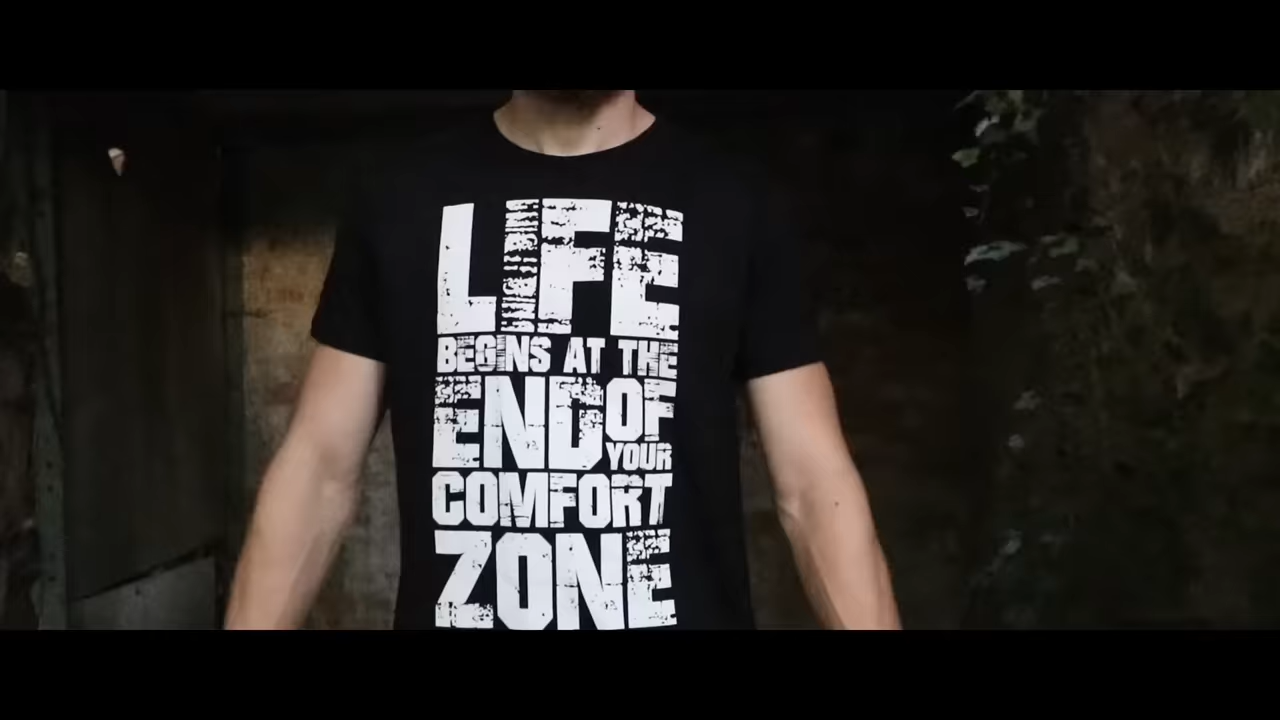 LIFE
BEGINS AT THE
END OF
YOUR
COMFORT
ZONE